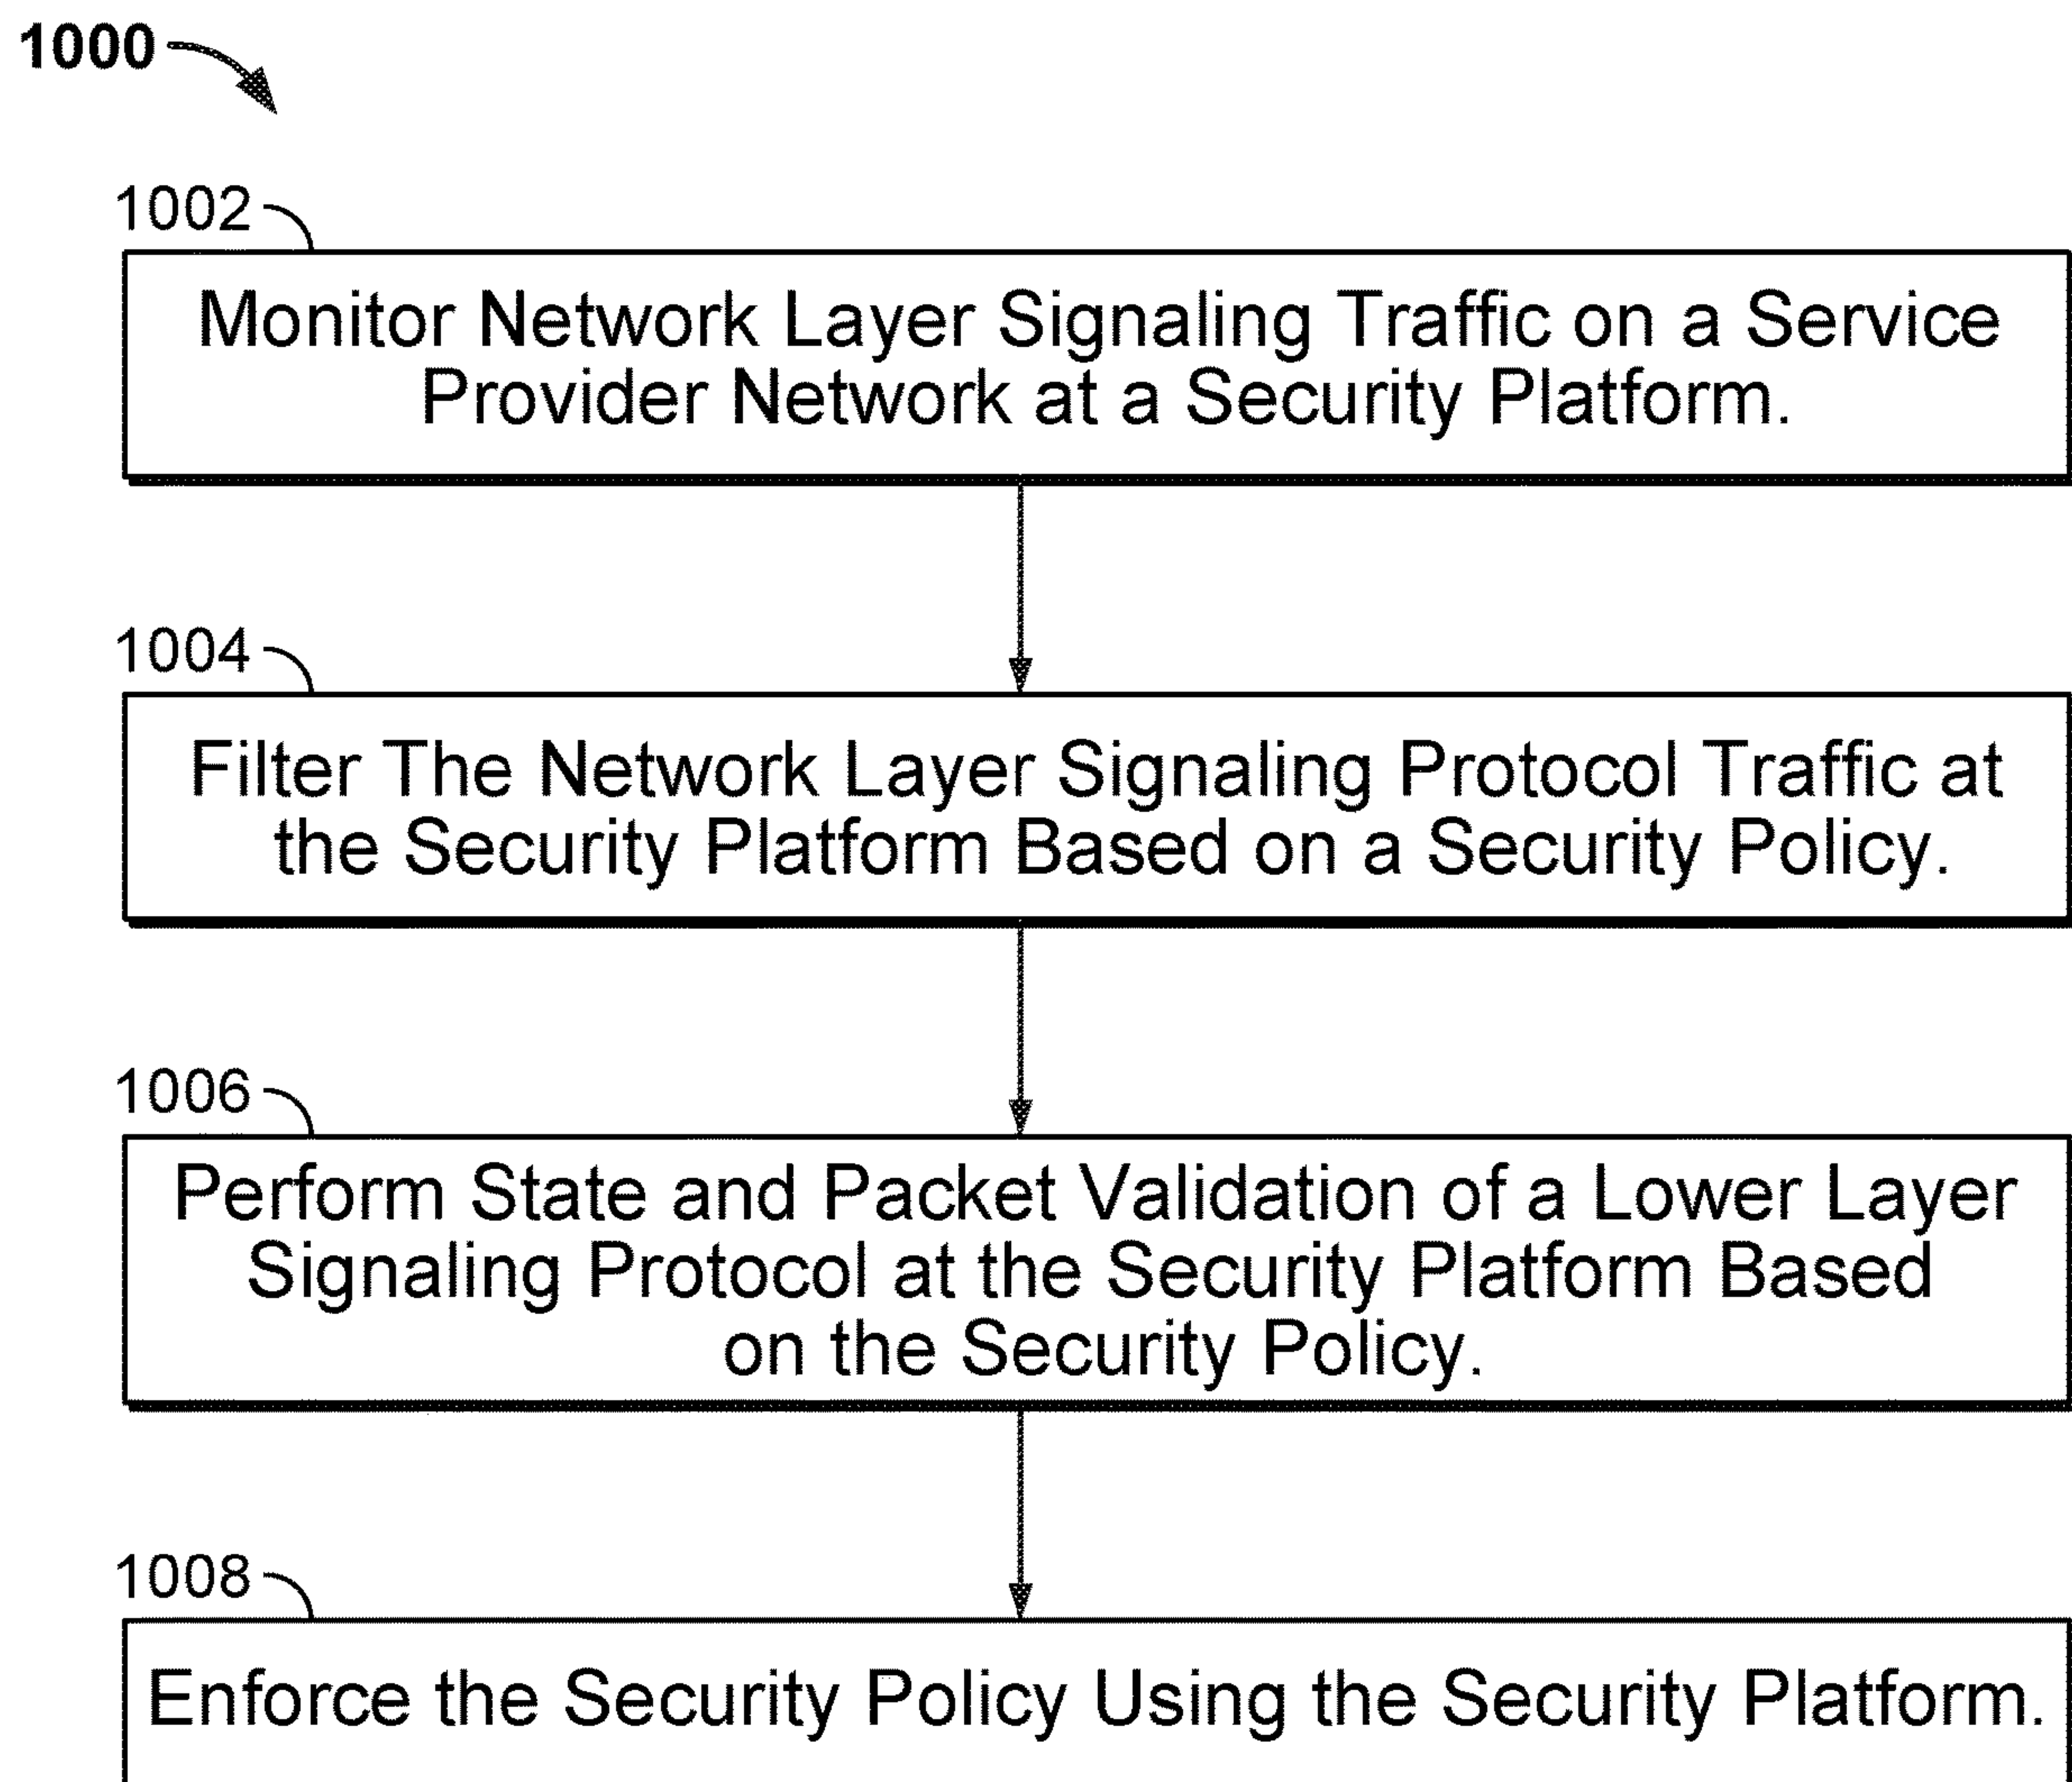 1000
1002
Monitor Network Layer Signaling Traffic on a Service
Provider Network at a Security Platform.
1004
Filter The Network Layer Signaling Protocol Traffic at
the Security Platform Based on a Security Policy.
1006
Perform State and Packet Validation of a Lower Layer
Signaling Protocol at the Security Platform Based
on the Security Policy.
1008
Enforce the Security Policy Using the Security Platform.